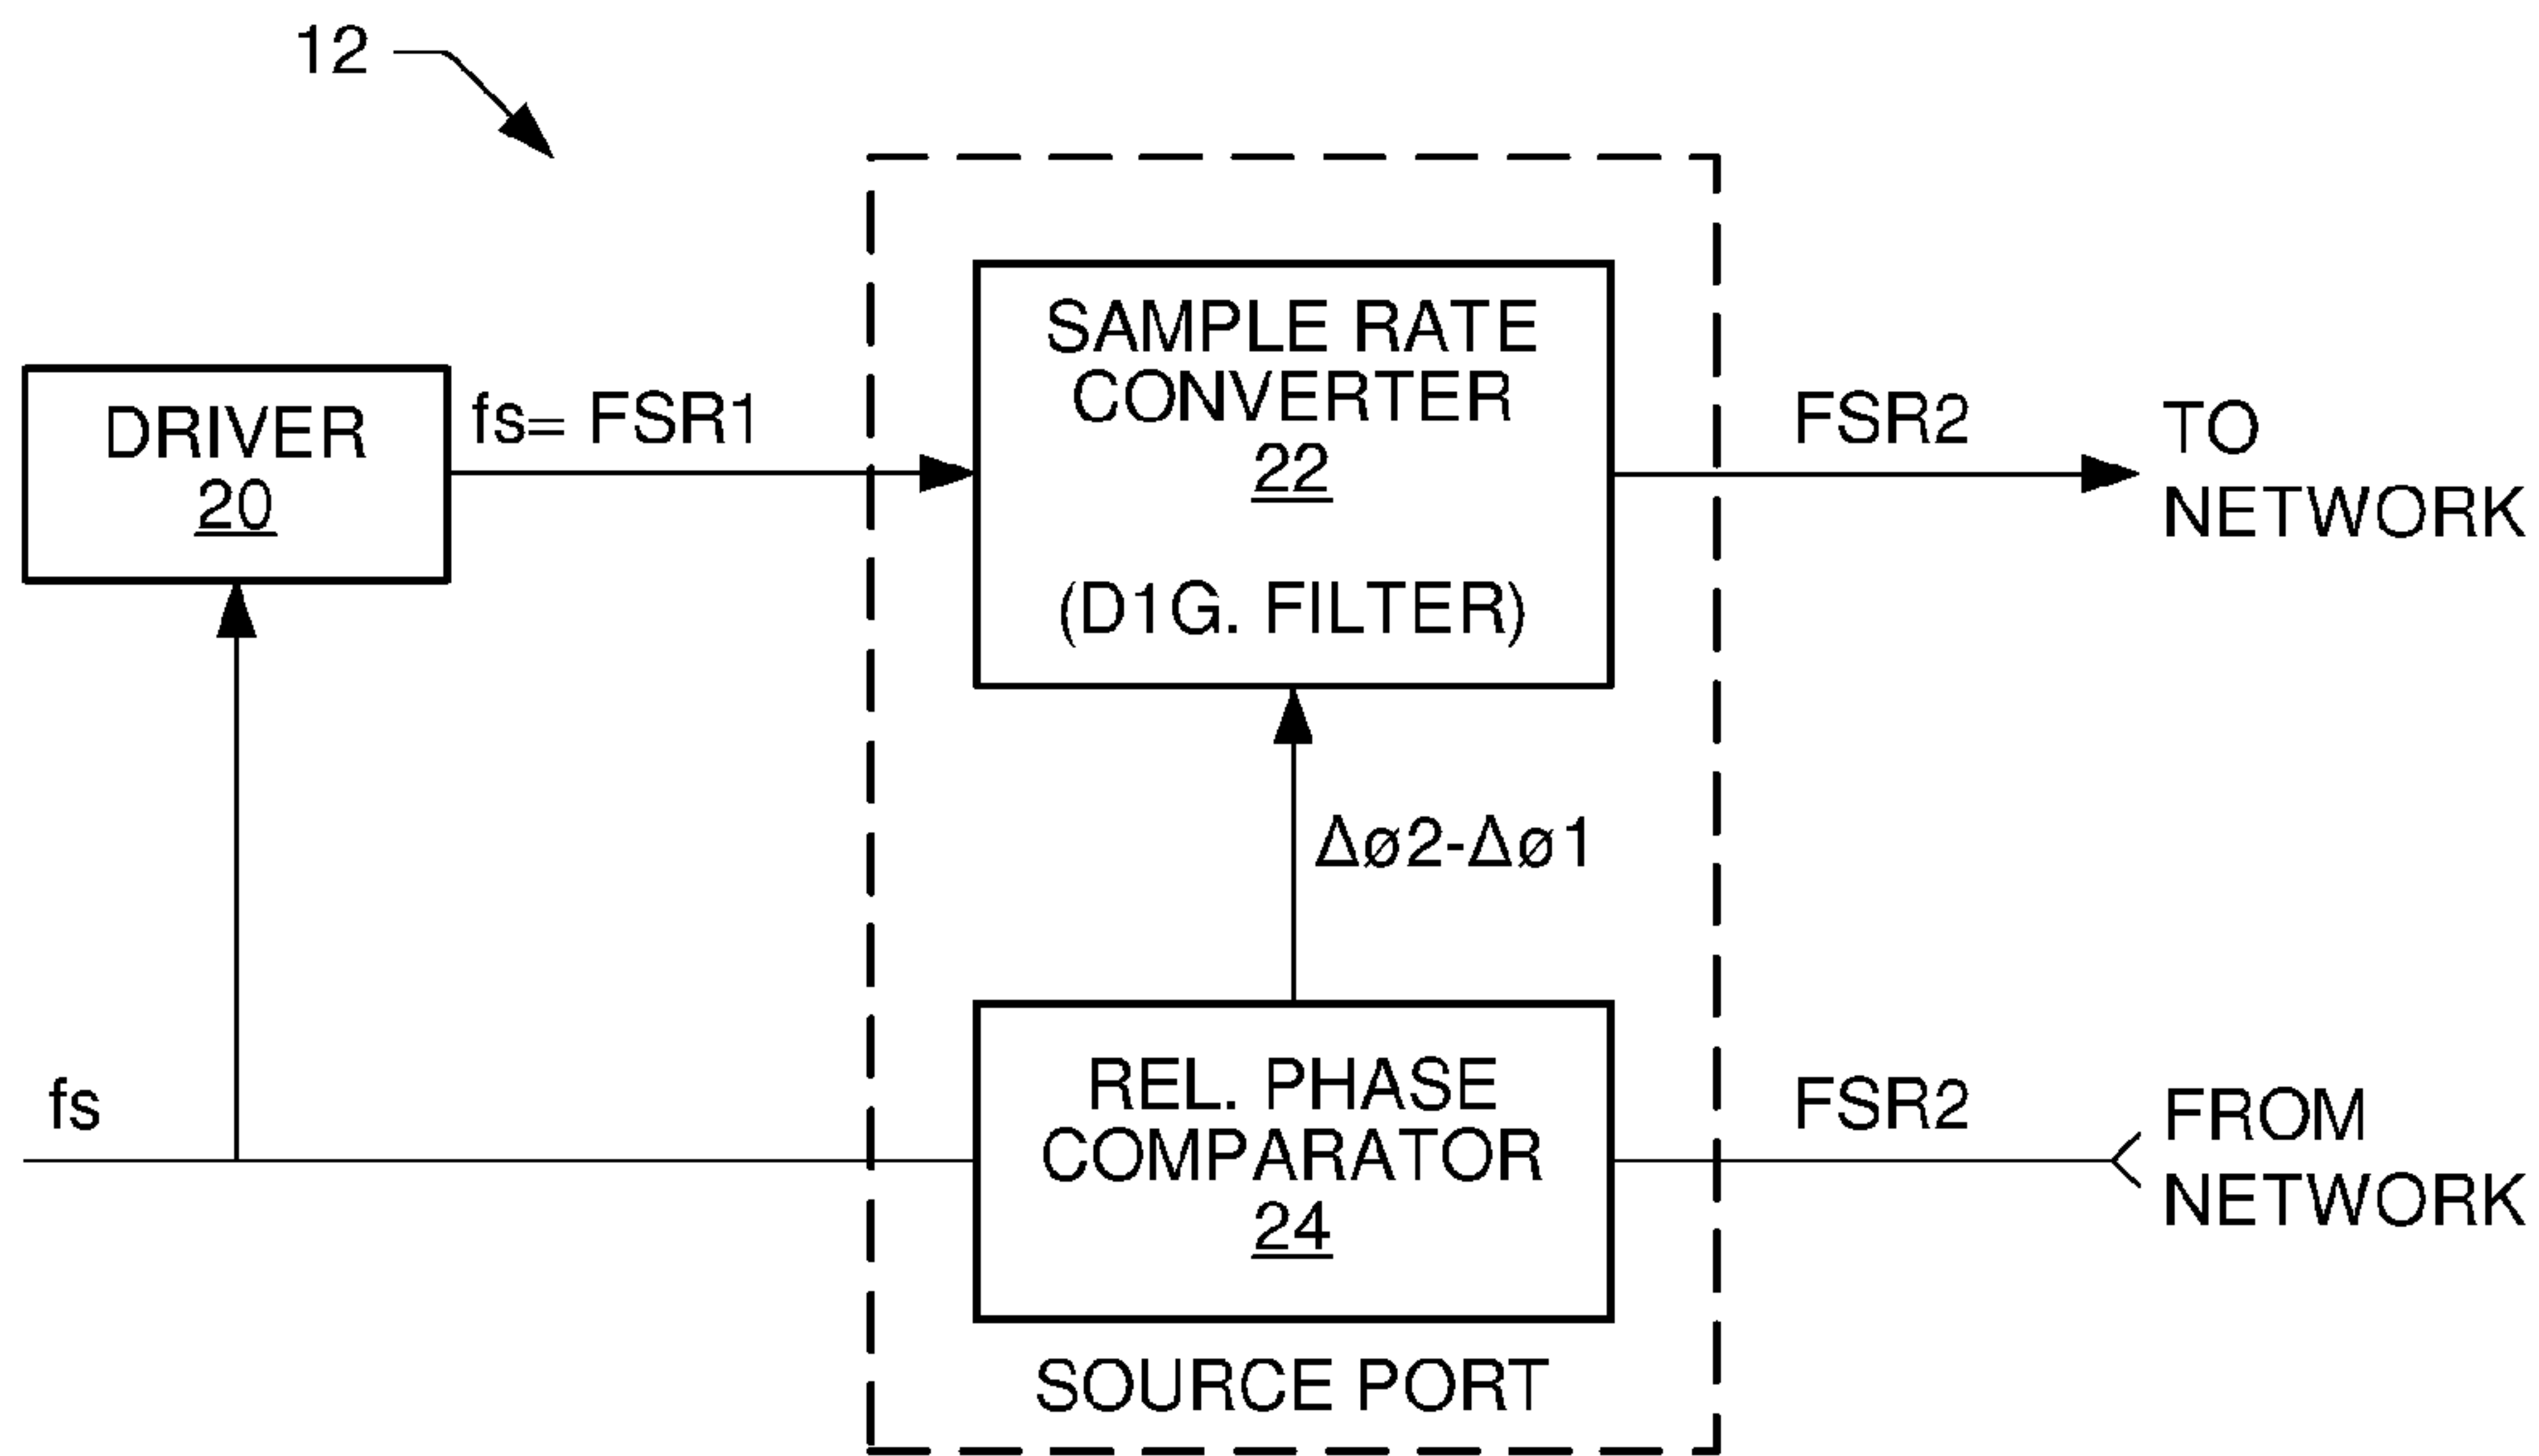 12
DRIVER
20
fs= FSR1
SAMPLE RATE
CONVERTER
22
(D1G. FILTER)
FSR2
TO
NETWORK
Δø2-Δø1
fs
REL. PHASE
COMPARATOR
24
FSR2
FROM
NETWORK
SOURCE PORT